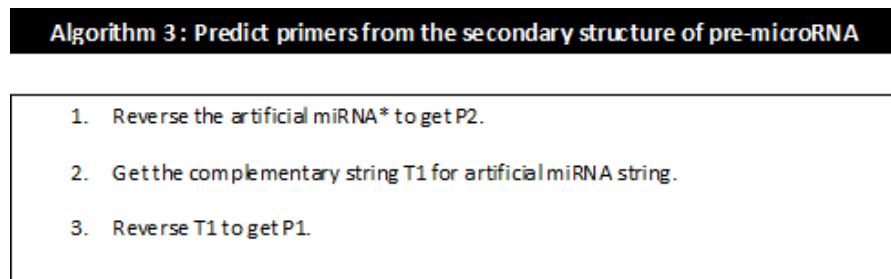 Algorithm 3: Predict primers from the secondary structure of pre-microRNA
1. Reverse the artificial miRNA* to get P2.
2. Get the complementary string T1 for artificial miRNA string.
3. Reverse T1 to get P1.